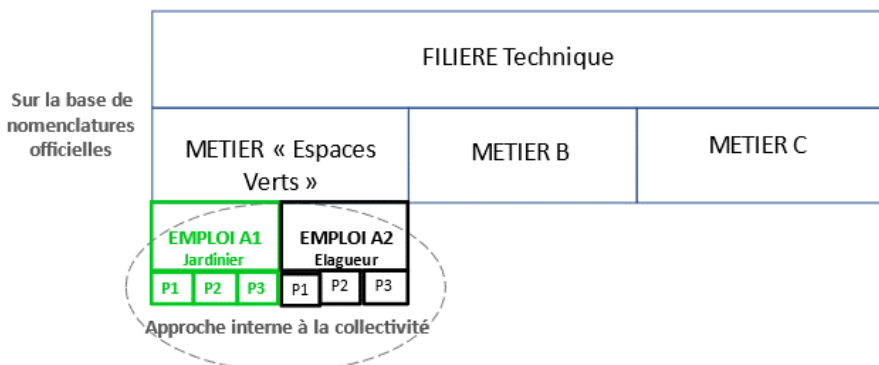 FILIERE Technique
Sur la base de
nomenclatures
officielles
METIER « Espaces
Verts »
METIER B
METIER C
EMPLOI A1
Jardinier
EMPLOI A2
Elagueur
P1 P2 P3 P1 P2 P3
Approche interne à la collectivité